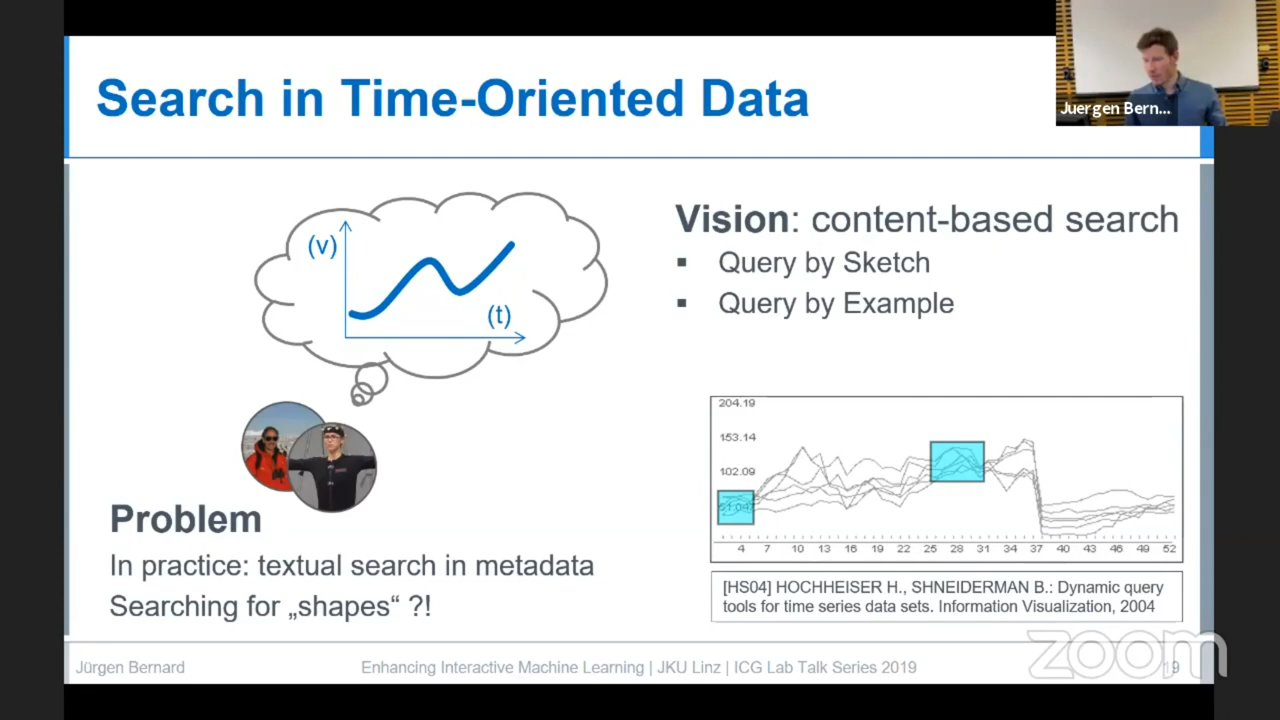 Search in Time-Oriented Data
Juergen Bern...
(v)
(t)
Vision: content-based search
▪ Query by Sketch
▪ Query by Example
Problem
In practice: textual search in metadata
Searching for „shapes“ ?!
204.19
153.14
102.09
51.047
4 7 10 13 16 19 22 25 28 31 34 37 40 43 46 49 52
[HS04] HOCHHEISER H., SHNEIDERMAN B.: Dynamic query
tools for time series data sets. Information Visualization, 2004
Jürgen Bernard
Enhancing Interactive Machine Learning | JKU Linz | ICG Lab Talk Series 2019
19
zoom